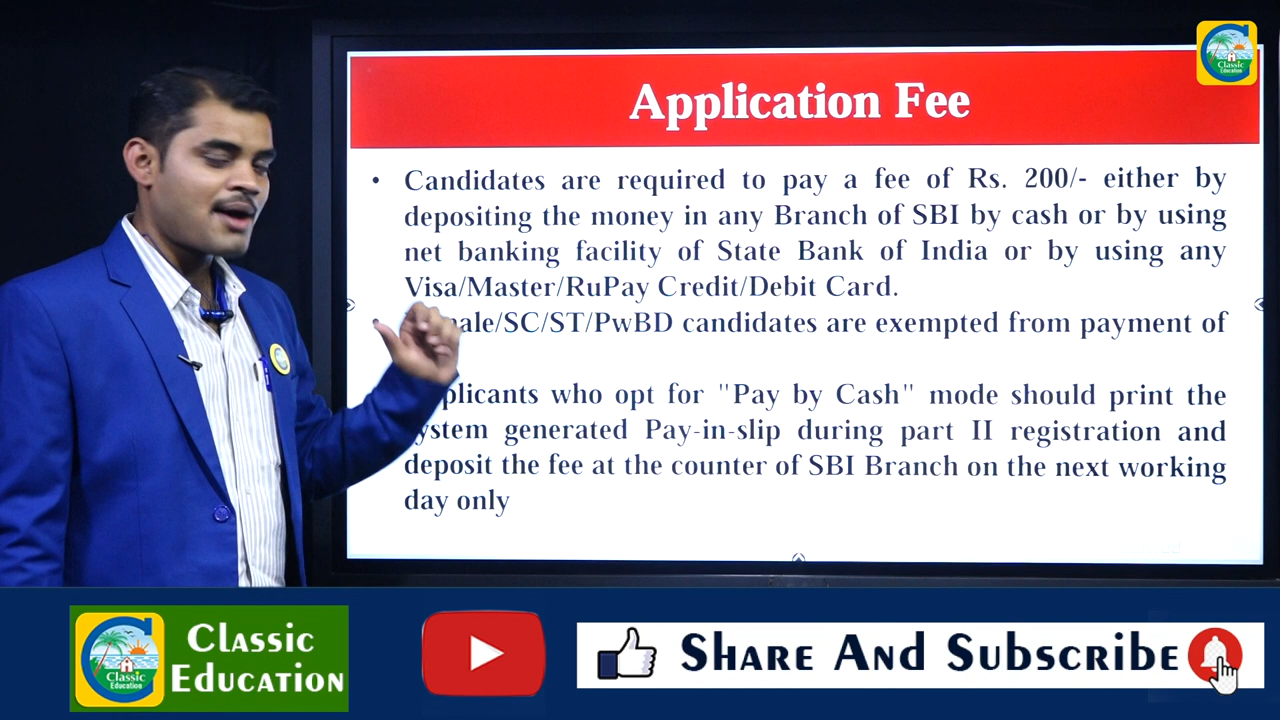 Classic
Education
Application Fee
• Candidates are required to pay a fee of Rs. 200/- either by
depositing the money in any Branch of SBI by cash or by using
net banking facility of State Bank of India or by using any
Visa/Master/RuPay Credit/Debit Card.
/SC/ST/PwBD candidates are exempted from payment of
who opt for "Pay by Cash" mode should print the
generated Pay-in-slip during part II registration and
deposit the fee at the counter of SBI Branch on the next working
day only
Classic
Education
Classic
Education
Share And Subscribe